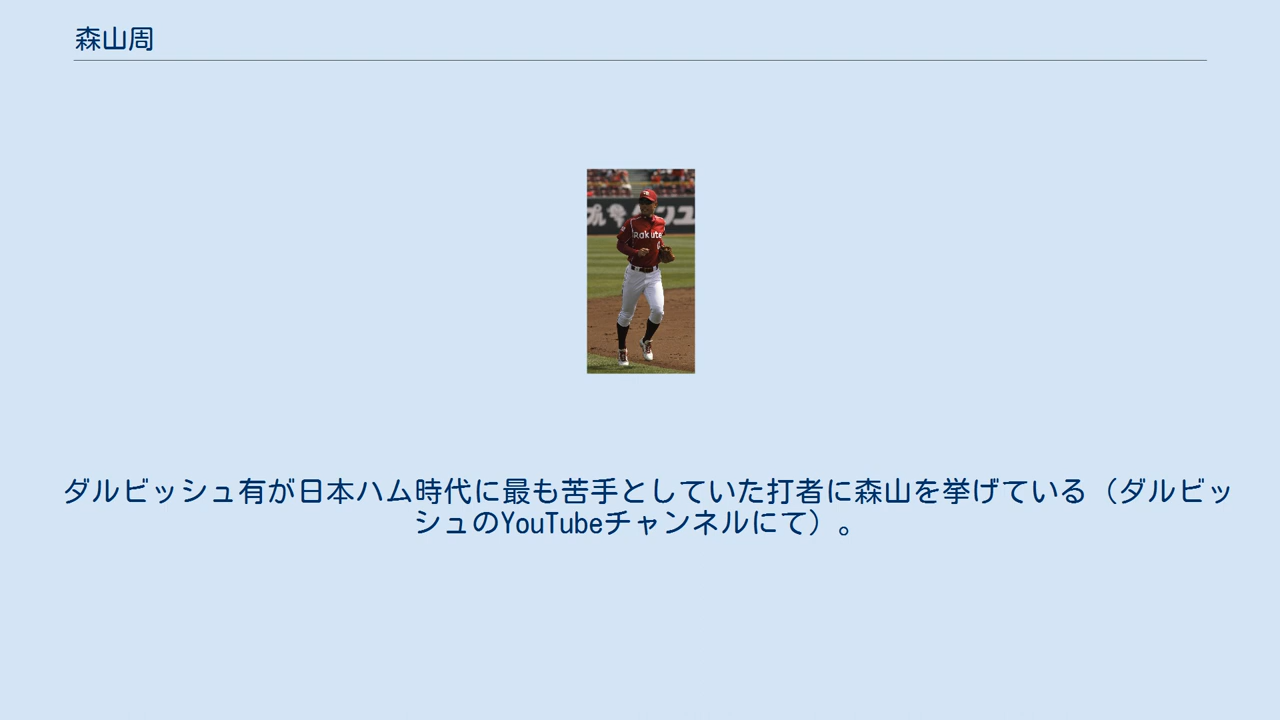 森山周
Rakuten
ダルビッシュ有が日本ハム時代に最も苦手としていた打者に森山を挙げている（ダルビッ
シュのYouTubeチャンネルにて）。